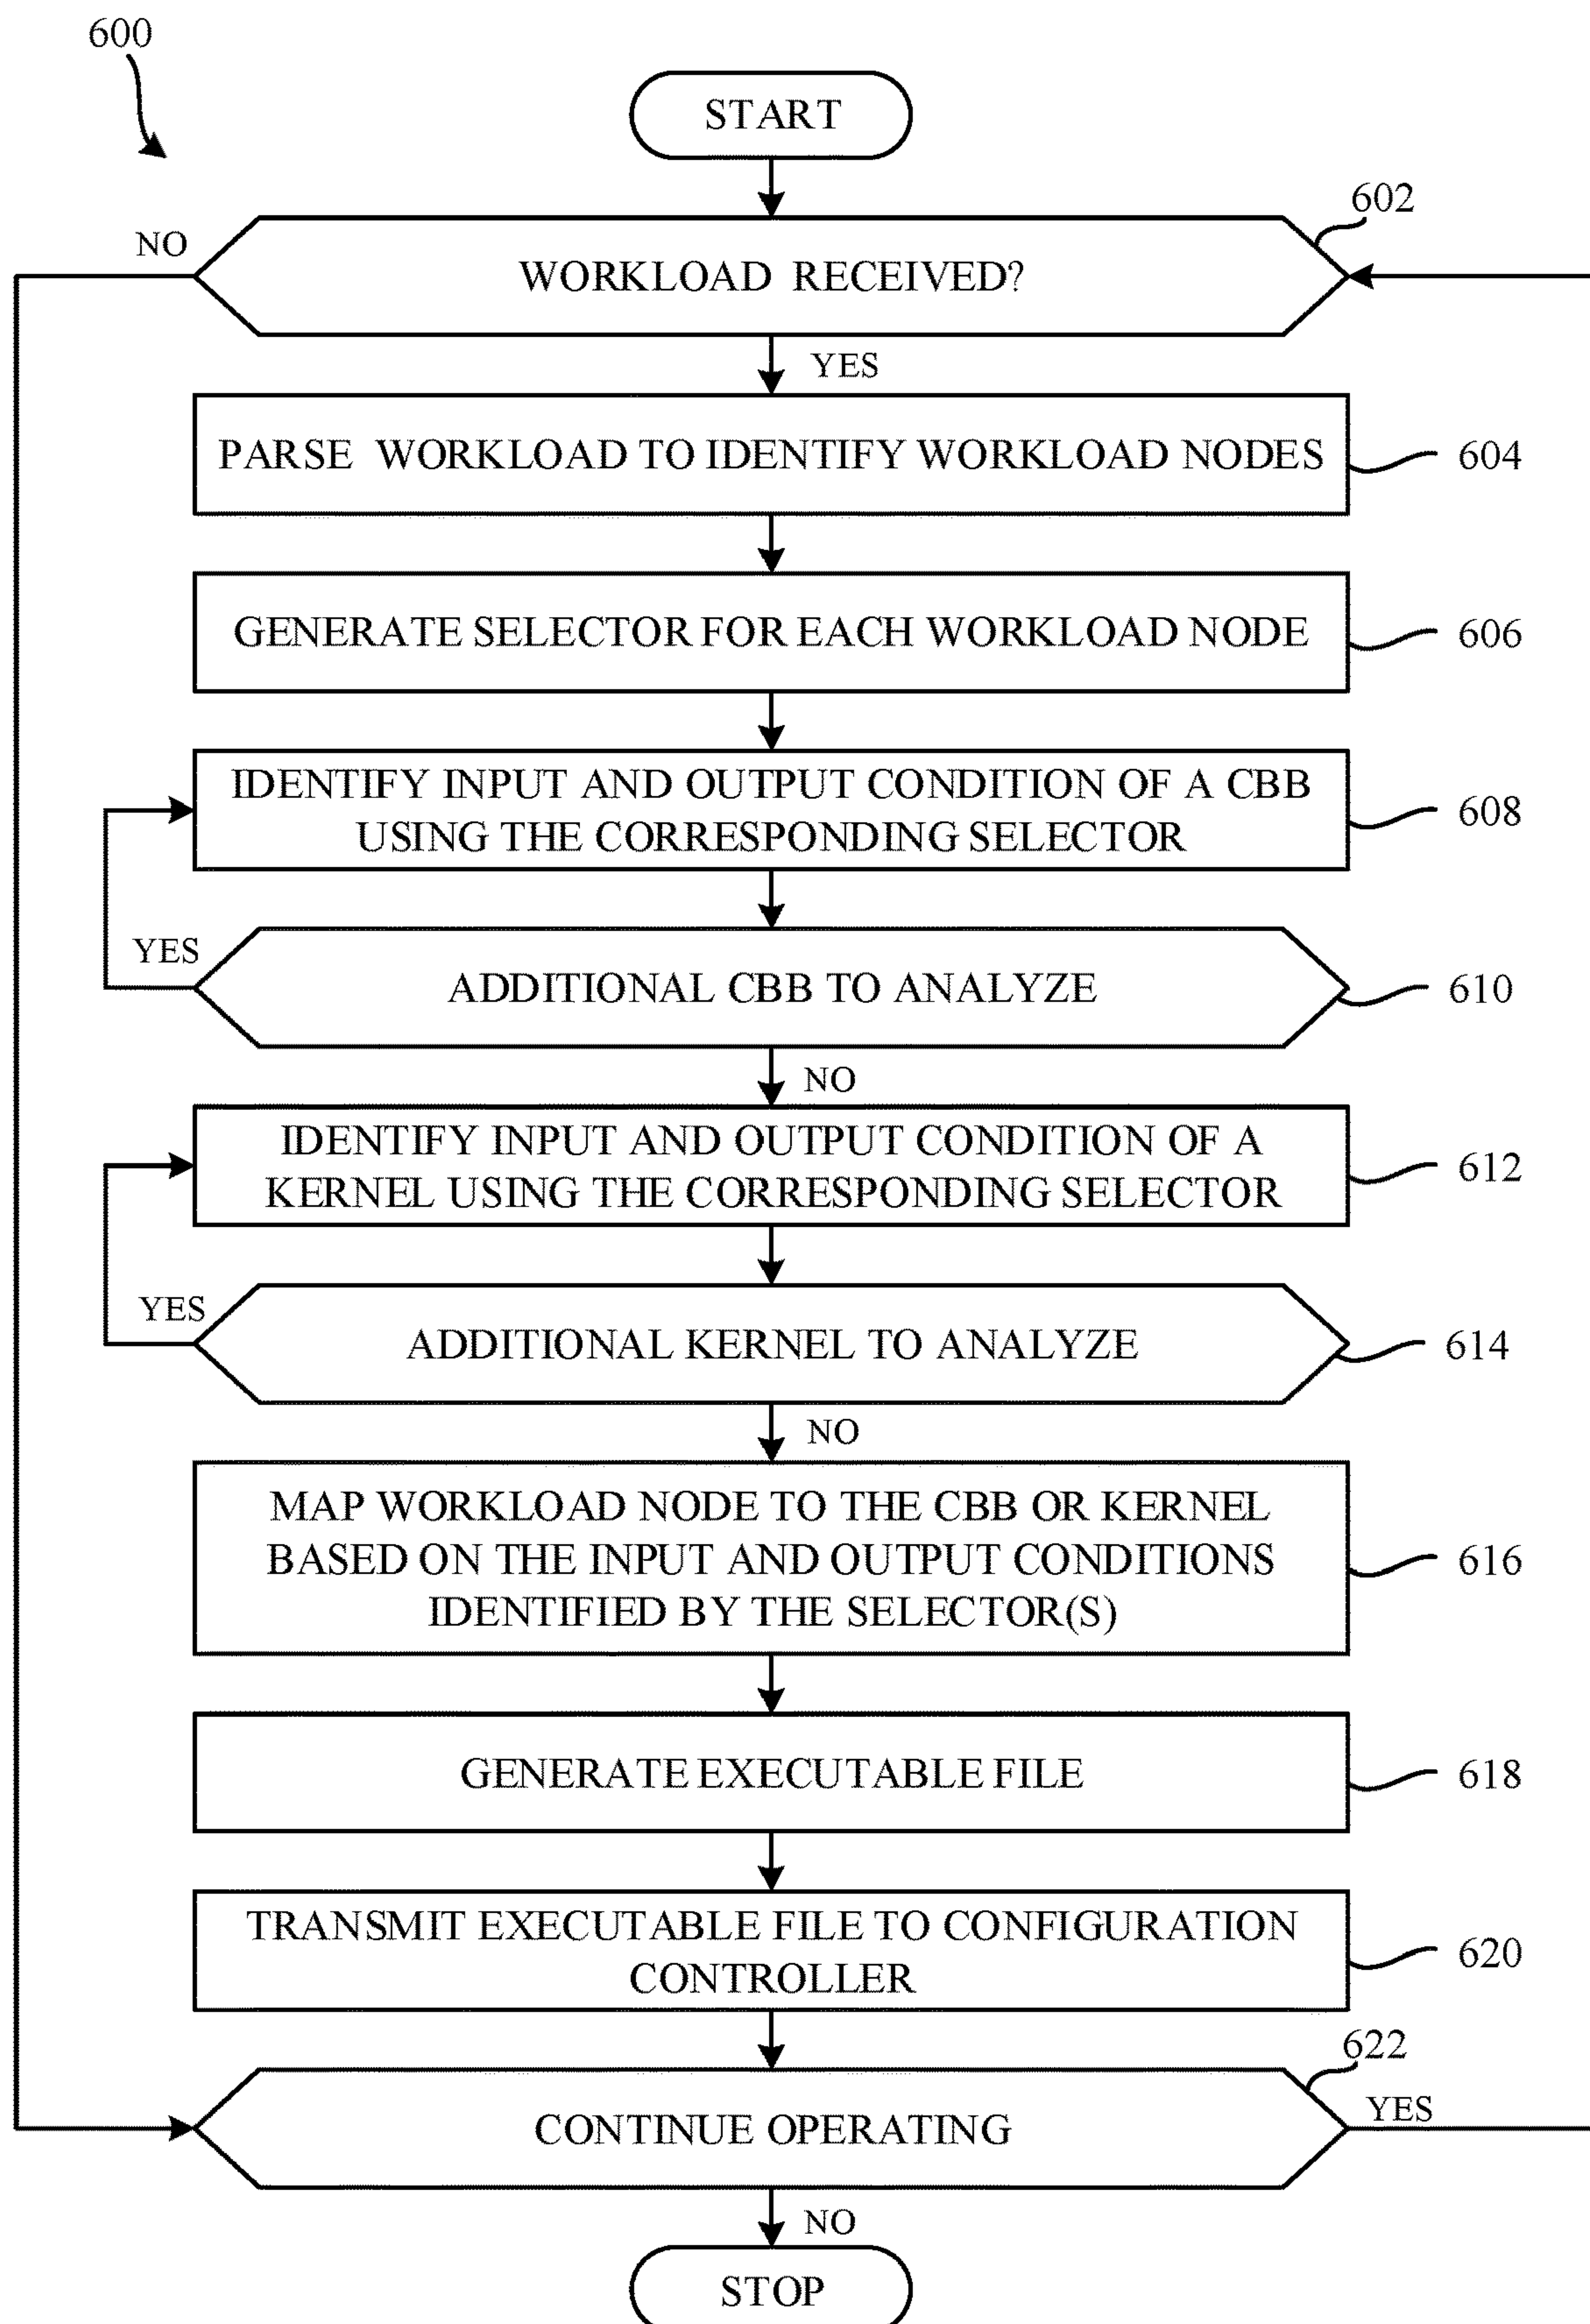 600
START
602
NO
WORKLOAD RECEIVED?
YES
PARSE WORKLOAD TO IDENTIFY WORKLOAD NODES
604
GENERATE SELECTOR FOR EACH WORKLOAD NODE
606
IDENTIFY INPUT AND OUTPUT CONDITION OF A CBB
USING THE CORRESPONDING SELECTOR
608
YES
ADDITIONAL CBB TO ANALYZE
610
NO
IDENTIFY INPUT AND OUTPUT CONDITION OF A
KERNEL USING THE CORRESPONDING SELECTOR
612
YES
ADDITIONAL KERNEL TO ANALYZE
614
NO
MAP WORKLOAD NODE TO THE CBB OR KERNEL
BASED ON THE INPUT AND OUTPUT CONDITIONS
IDENTIFIED BY THE SELECTOR(S)
616
GENERATE EXECUTABLE FILE
618
TRANSMIT EXECUTABLE FILE TO CONFIGURATION
CONTROLLER
620
622
CONTINUE OPERATING
YES
NO
STOP